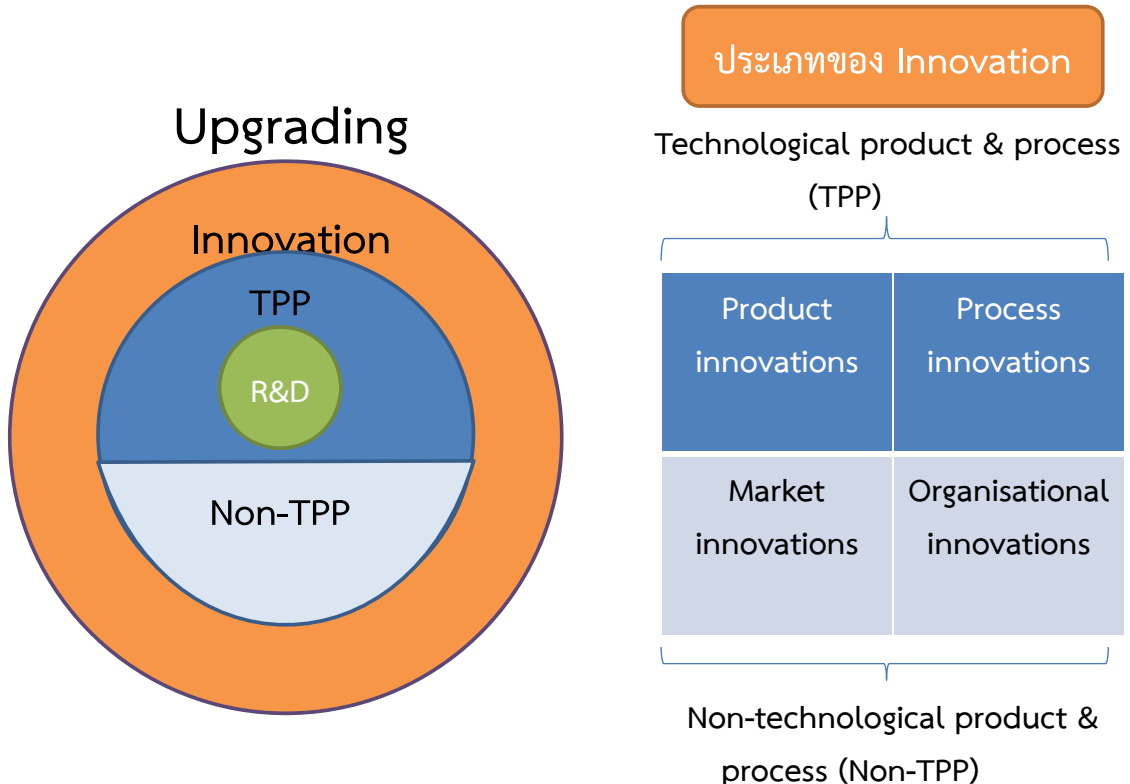 Upgrading
Innovation
TPP
R&D
Non-TPP
ประเภทของ Innovation
Technological product & process
(TPP)
Product
innovations
Process
innovations
Market
innovations
Organisational
innovations
Non-technological product &
process (Non-TPP)